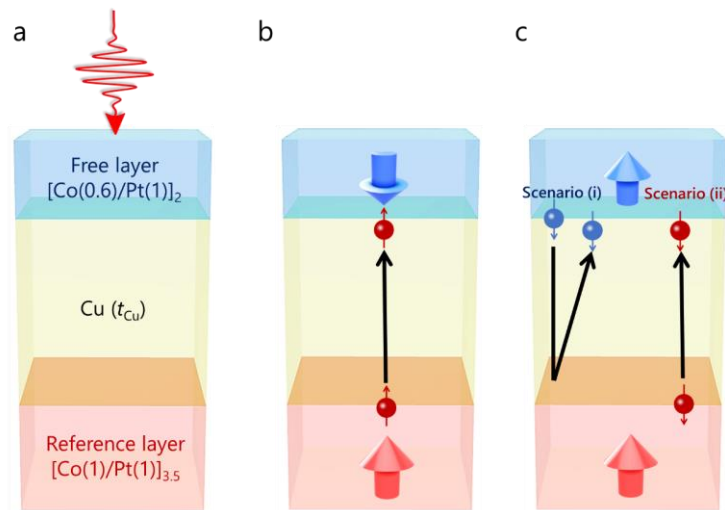 a
b
c
Free layer
[Co(0.6)/Pt(1)]₂
Scenario (i)
Scenario (ii)
Cu (t_Cu)
Reference layer
[Co(1)/Pt(1)]₃.₅